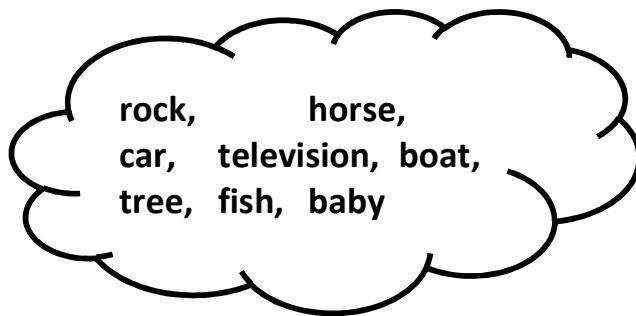 rock, horse,
car, television, boat,
tree, fish, baby